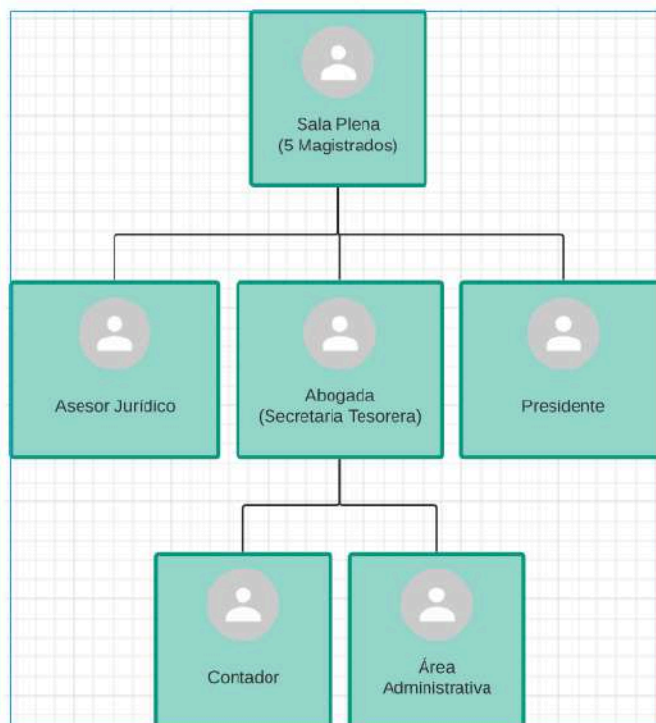 Sala Plena
(5 Magistrados)
Asesor Jurídico
Abogada
(Secretaria Tesorera)
Presidente
Contador
Área
Administrativa